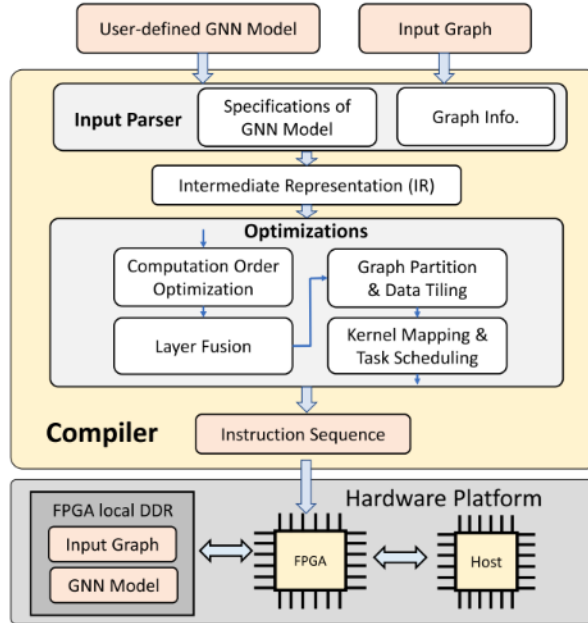 User-defined GNN Model
Input Graph
Input Parser
Specifications of
GNN Model
Graph Info.
Intermediate Representation (IR)
Optimizations
Computation Order
Optimization
Layer Fusion
Graph Partition
& Data Tiling
Kernel Mapping &
Task Scheduling
Compiler
Instruction Sequence
Hardware Platform
FPGA local DDR
Input Graph
GNN Model
FPGA
Host